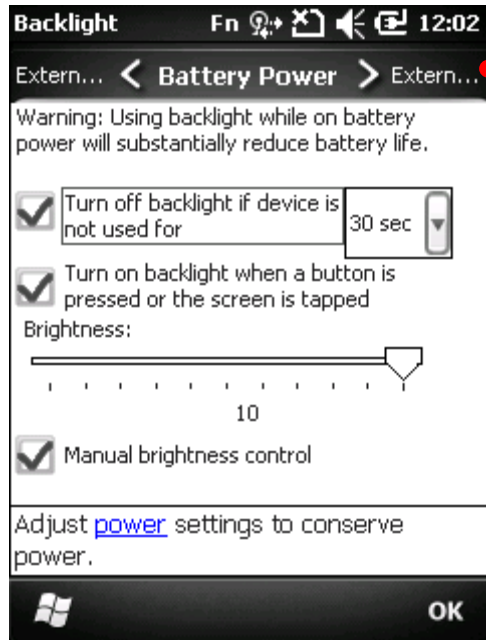 Backlight Fn 12:02
Extern... Battery Power Extern...
Warning: Using backlight while on battery
power will substantially reduce battery life.
Turn off backlight if device is
not used for
30 sec
Turn on backlight when a button is
pressed or the screen is tapped
Brightness:
10
Manual brightness control
Adjust power settings to conserve
power.
OK